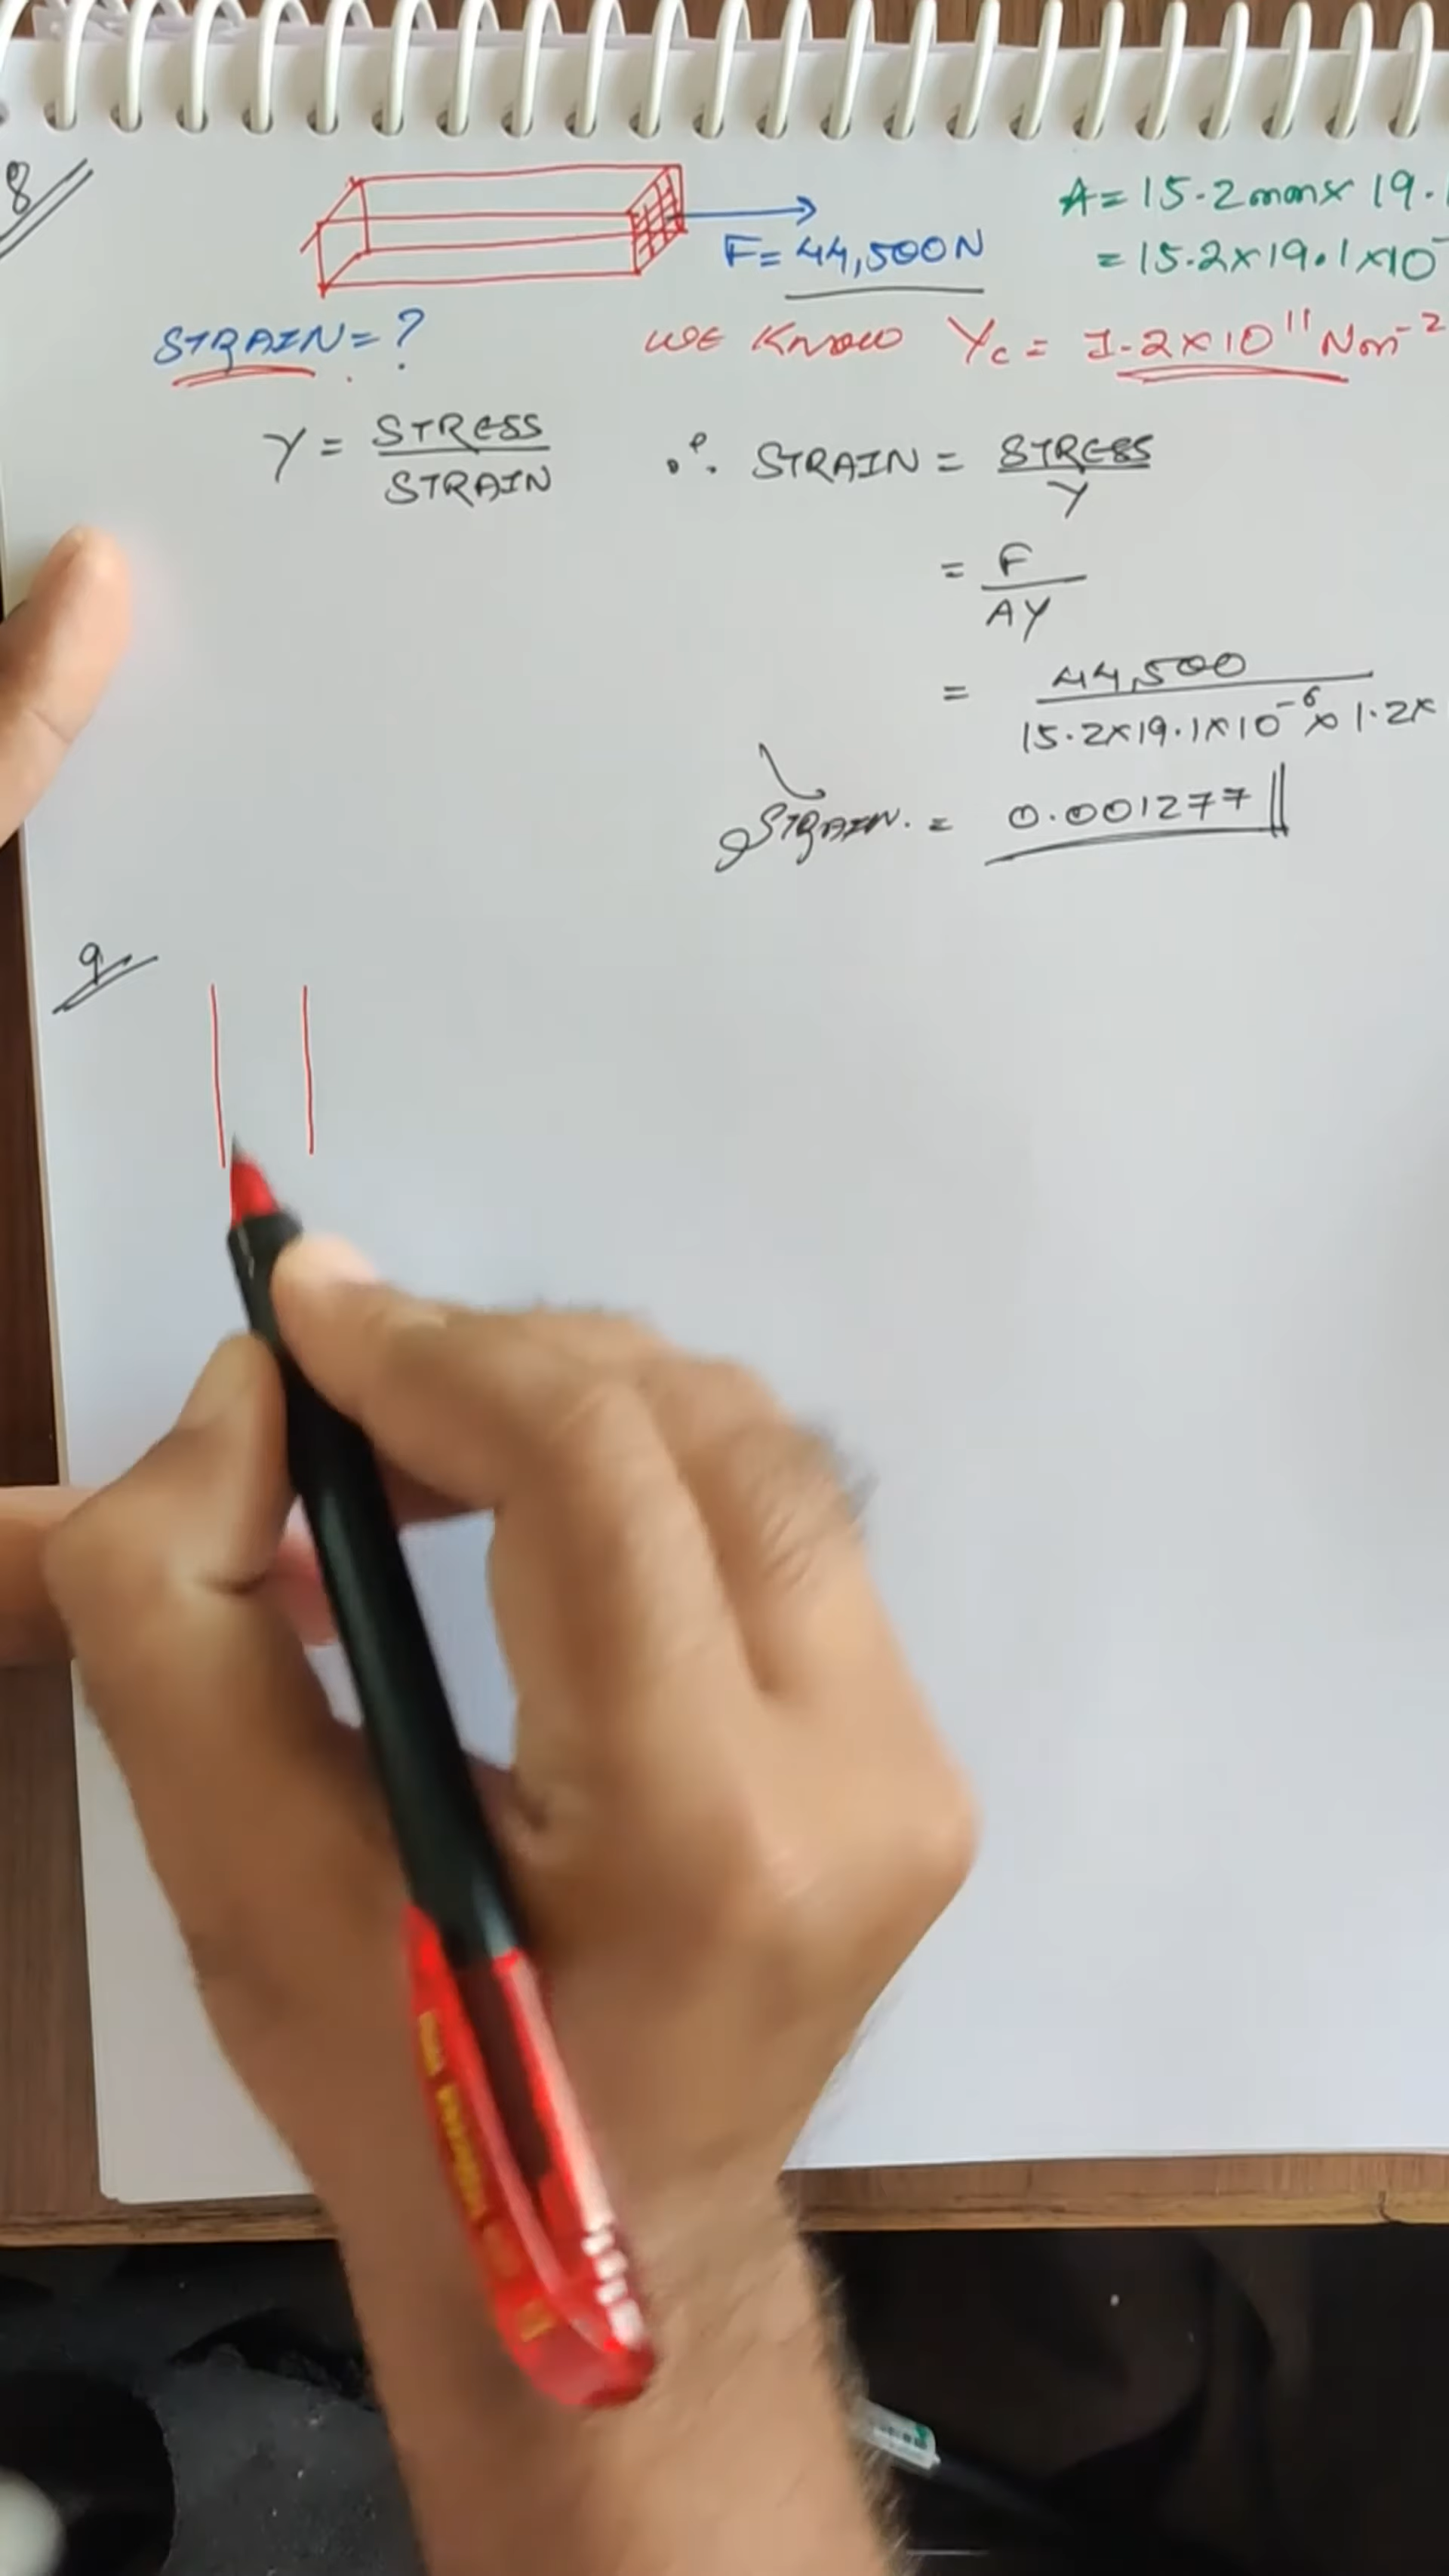 8
A = 15.2mm × 19.1
= 15.2×19.1×10
F = 44,500N
STRAIN = ?
WE KNOW Yc = 1.2×10¹¹ Nm⁻²
Y = STRESS / STRAIN ∴ STRAIN = STRESS / Y
= F / AY
= 44,500 / 15.2×19.1×10⁻⁶ × 1.2×
STRAIN. = 0.001277
9.